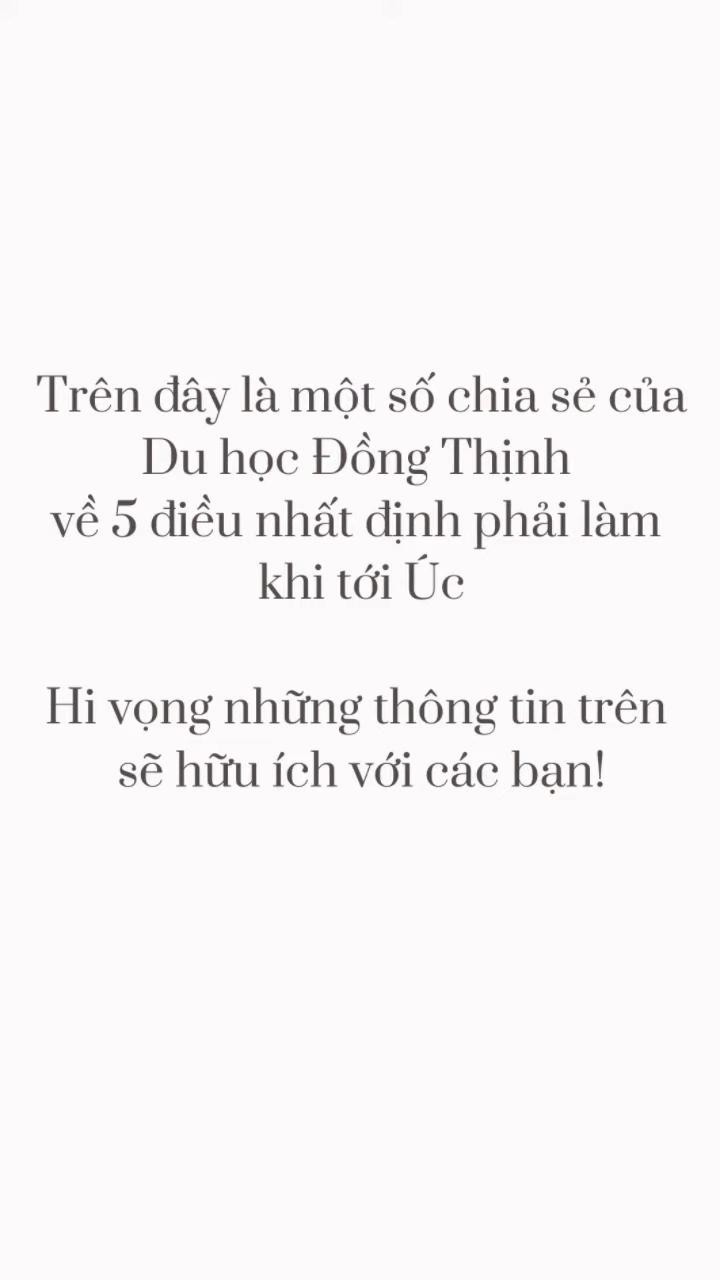 Trên đây là một số chia sẻ của
Du học Đồng Thịnh
về 5 điều nhất định phải làm
khi tới Úc
Hi vọng những thông tin trên
sẽ hữu ích với các bạn!